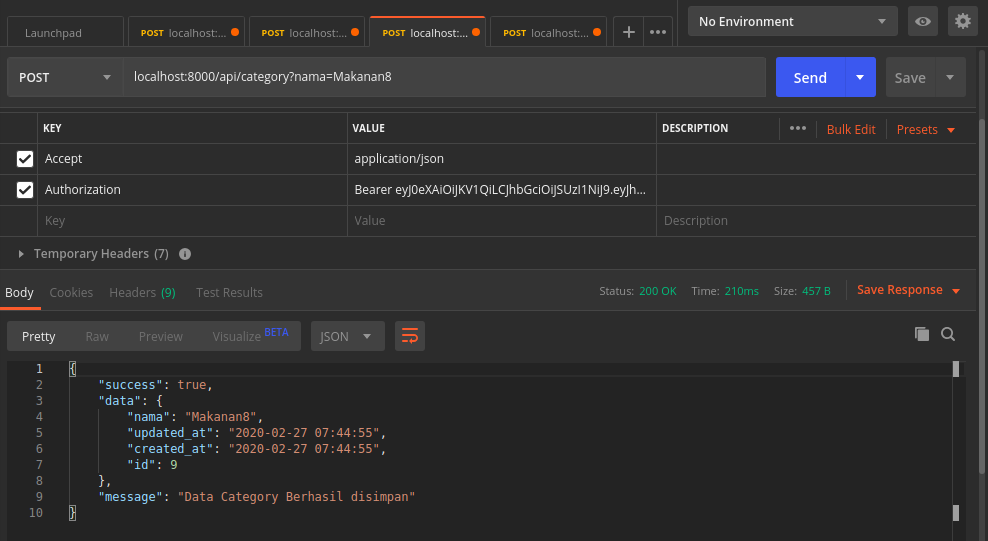 Launchpad
POST localhost:...
POST localhost:...
POST localhost:...
POST localhost:...
No Environment
POST
localhost:8000/api/category?nama=Makanan8
Send
Save
KEY VALUE DESCRIPTION
Bulk Edit
Presets
Accept application/json
Authorization Bearer eyJ0eXAiOiJKV1QiLCJhbGciOiJSUzI1NiJ9.eyJh...
Key Value Description
Temporary Headers (7)
Body Cookies Headers (9) Test Results
Status: 200 OK Time: 210ms Size: 457 B
Save Response
Pretty Raw Preview Visualize BETA
JSON
1 {
2 "success": true,
3 "data": {
4 "nama": "Makanan8",
5 "updated_at": "2020-02-27 07:44:55",
6 "created_at": "2020-02-27 07:44:55",
7 "id": 9
8 },
9 "message": "Data Category Berhasil disimpan"
10 }